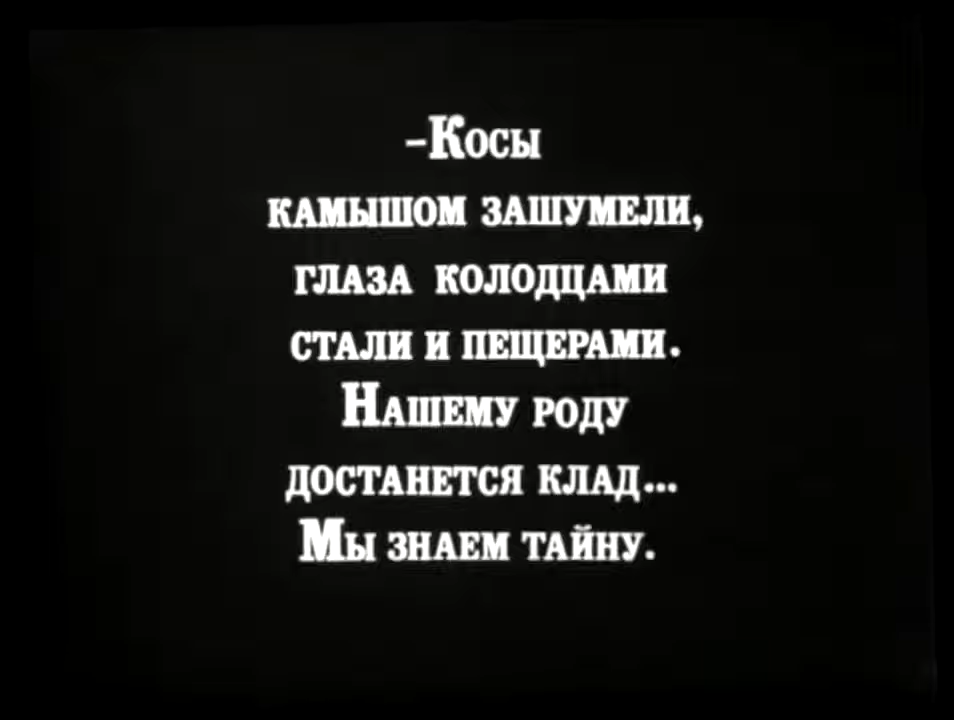 –Косы
камышом зашумели,
глаза колодцами
стали и пещерами.
Нашему роду
достанется клад...
Мы знаем тайну.